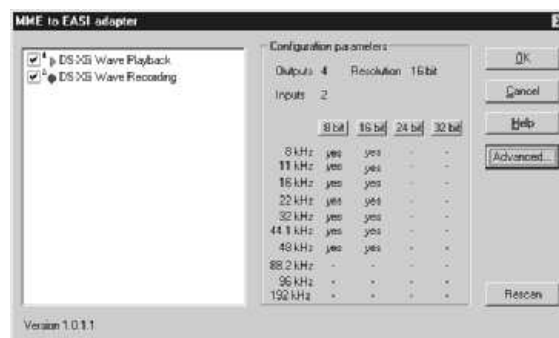 MME to EASI adapter
DS-XG Wave Playback
DS-XG Wave Recording
Configuration parameters
Outputs 4 Resolution 16 bit
Inputs 2
8 bit 16 bit 24 bit 32 bit
8 kHz yes yes - -
11 kHz yes yes - -
16 kHz yes yes - -
22 kHz yes yes - -
32 kHz yes yes - -
44.1 kHz yes yes - -
48 kHz yes yes - -
88.2 kHz - - - -
96 kHz - - - -
192 kHz - - - -
OK
Cancel
Help
Advanced...
Rescan
Version 1.0.1.1